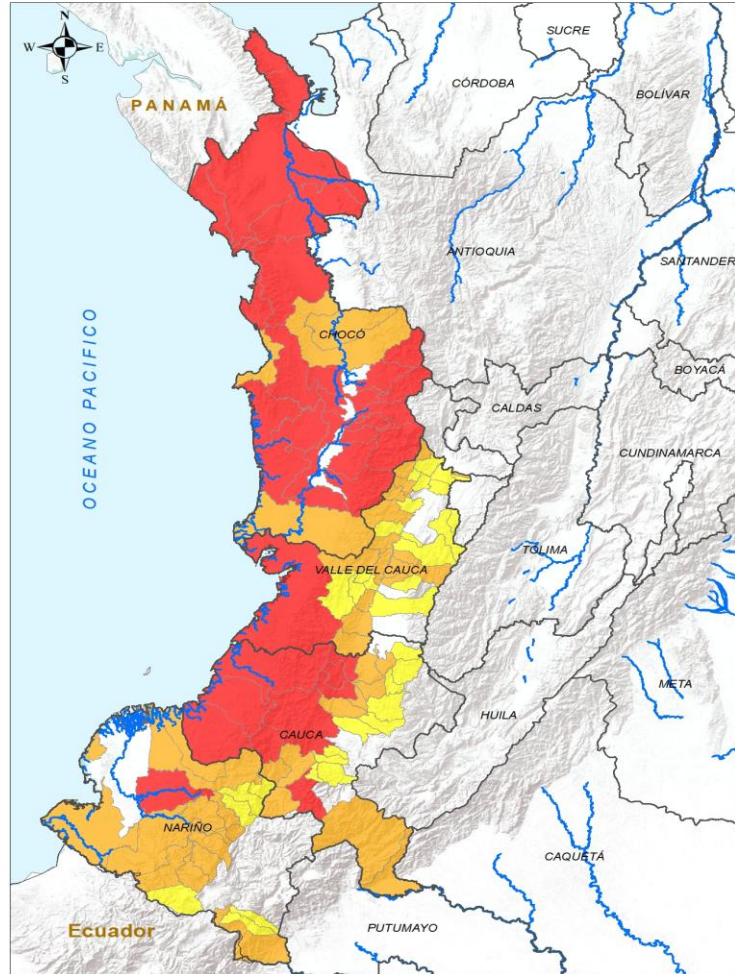 N
W E
S
SUCRE
CÓRDOBA
BOLÍVAR
PANAMÁ
ANTIOQUIA
SANTANDER
OCEANO PACIFICO
CHOCÓ
BOYACÁ
CALDAS
CUNDINAMARCA
TOLIMA
VALLE DEL CAUCA
META
HUILA
CAUCA
NARIÑO
CAQUETÁ
PUTUMAYO
Ecuador